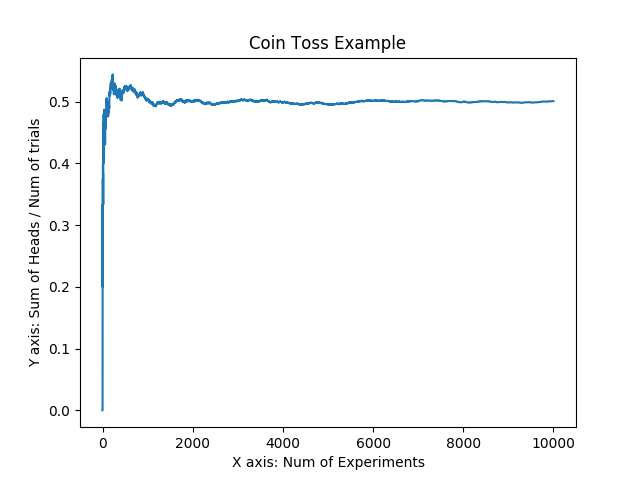 Coin Toss Example
0.5
0.4
0.3
0.2
0.1
0.0
Y axis: Sum of Heads / Num of trials
0 2000 4000 6000 8000 10000
X axis: Num of Experiments